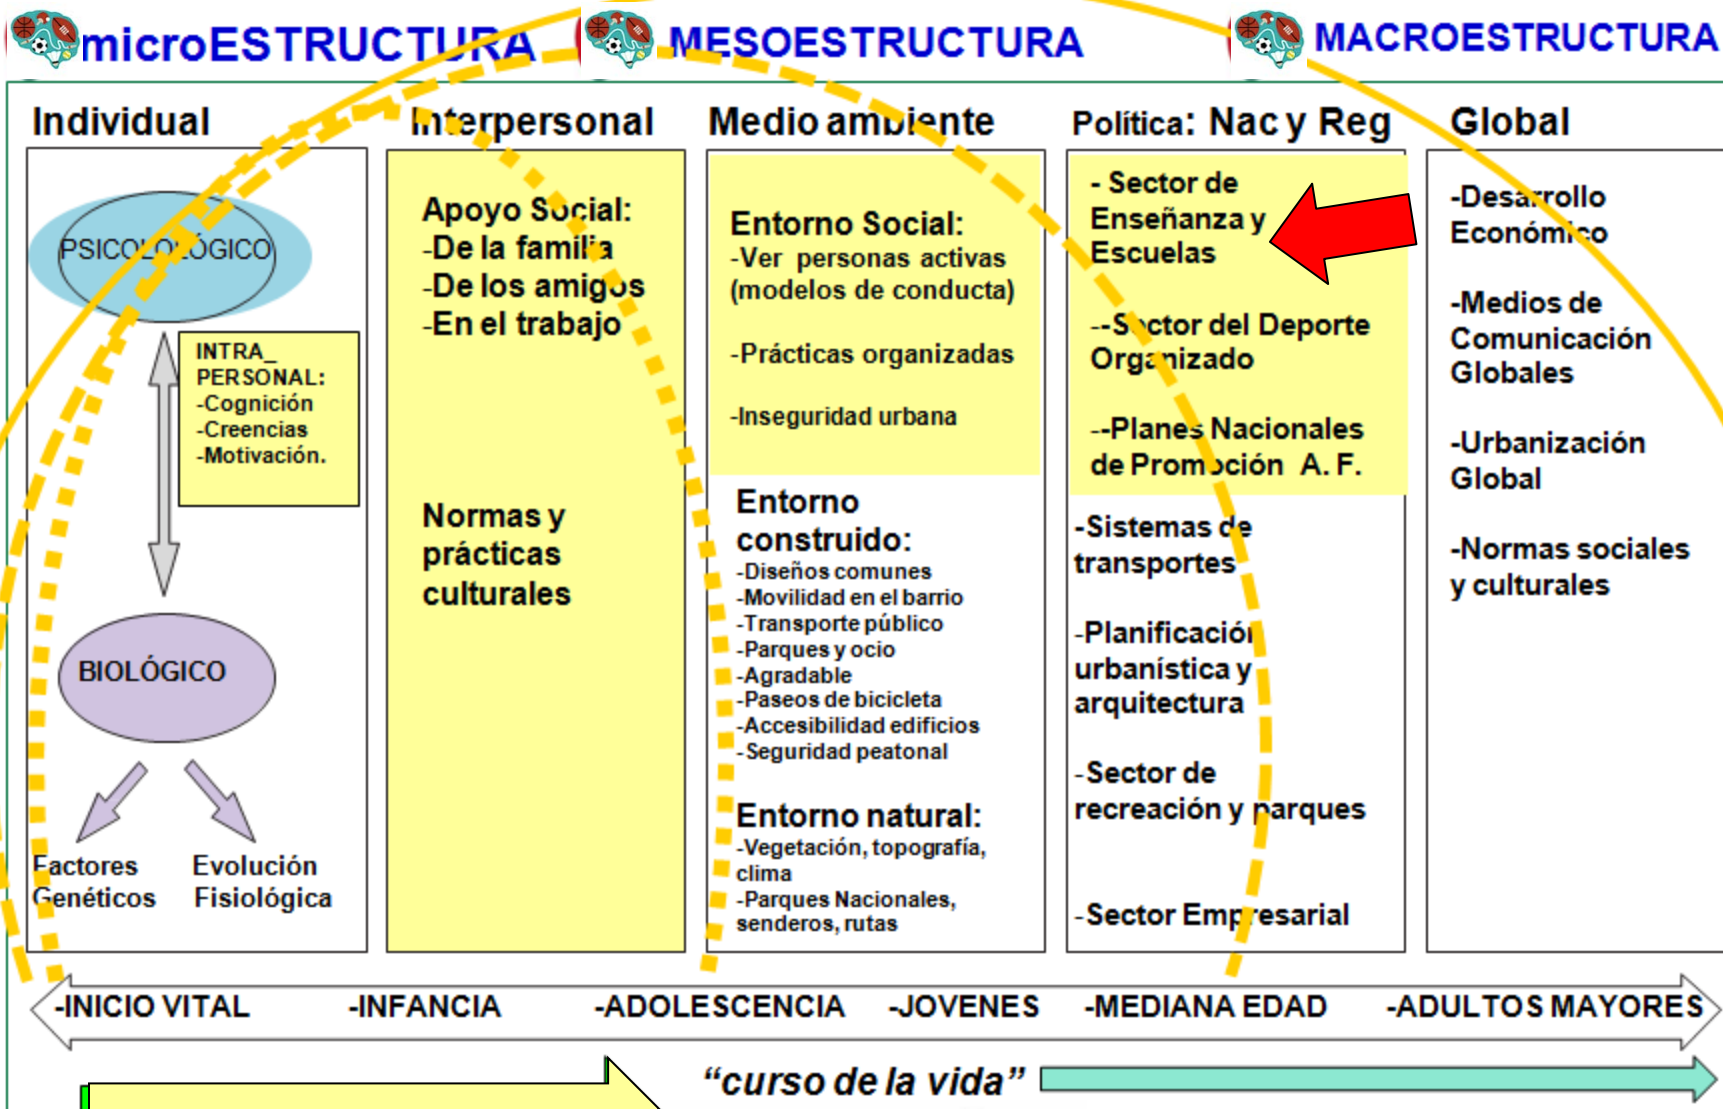 microESTRUCTURA
MESOESTRUCTURA
MACROESTRUCTURA
Individual
PSICOLOLÓGICO
INTRA_
PERSONAL:
-Cognición
-Creencias
-Motivación.
BIOLÓGICO
Factores
Genéticos
Evolución
Fisiológica
Interpersonal
Apoyo Social:
-De la familia
-De los amigos
-En el trabajo
Normas y
prácticas
culturales
Medio ambiente
Entorno Social:
-Ver personas activas
(modelos de conducta)
-Prácticas organizadas
-Inseguridad urbana
Entorno
construido:
-Diseños comunes
-Movilidad en el barrio
-Transporte público
-Parques y ocio
-Agradable
-Paseos de bicicleta
-Accesibilidad edificios
-Seguridad peatonal
Entorno natural:
-Vegetación, topografía,
clima
-Parques Nacionales,
senderos, rutas
Política: Nac y Reg
- Sector de
Enseñanza y
Escuelas
--Sector del Deporte
Organizado
--Planes Nacionales
de Promoción A. F.
-Sistemas de
transportes
-Planificación
urbanística y
arquitectura
-Sector de
recreación y parques
-Sector Empresarial
Global
-Desarrollo
Económico
-Medios de
Comunicación
Globales
-Urbanización
Global
-Normas sociales
y culturales
-INICIO VITAL -INFANCIA -ADOLESCENCIA -JOVENES -MEDIANA EDAD -ADULTOS MAYORES
“curso de la vida”